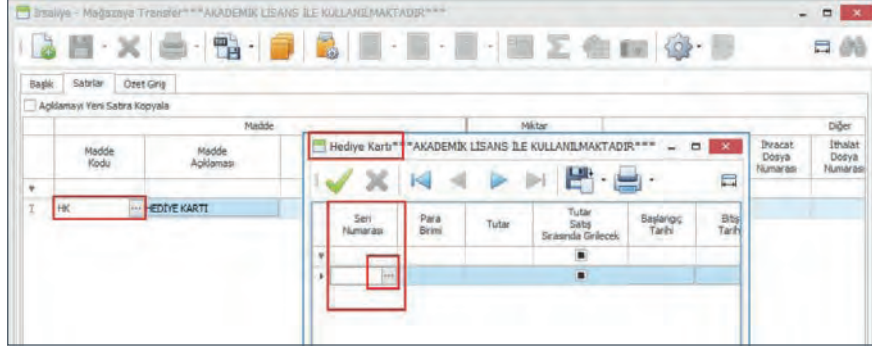 İrsaliye - Mağazaya Transfer***AKADEMİK LİSANS İLE KULLANILMAKTADIR***
Başlık Satırlar Özet Giriş
Açıklamayı Yeni Satıra Kopyala
Madde Miktar Diğer
Madde Kodu Madde Açıklaması İhracat Dosya Numarası İthalat Dosya Numarası
HK ... HEDİYE KARTI
Hediye Kartı***AKADEMİK LİSANS İLE KULLANILMAKTADIR***
Seri Numarası Para Birimi Tutar Tutar Satış Sırasında Girilecek Başlangıç Tarihi Bitiş Tarihi
...